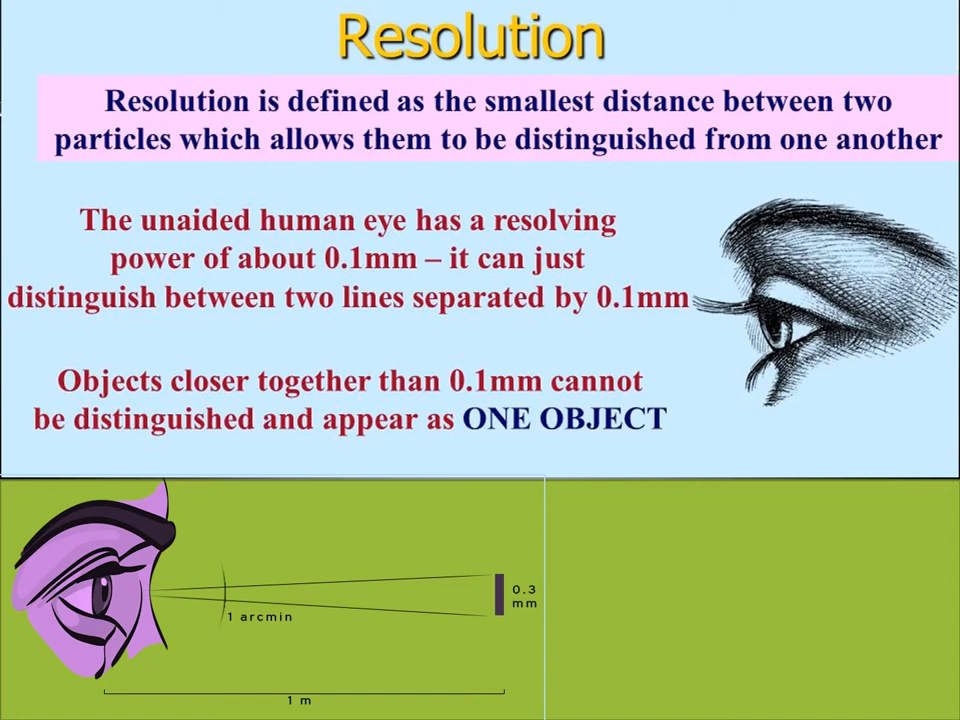 Resolution
Resolution is defined as the smallest distance between two
particles which allows them to be distinguished from one another
The unaided human eye has a resolving
power of about 0.1mm – it can just
distinguish between two lines separated by 0.1mm
Objects closer together than 0.1mm cannot
be distinguished and appear as ONE OBJECT
0.3
mm
1 arcmin
1 m